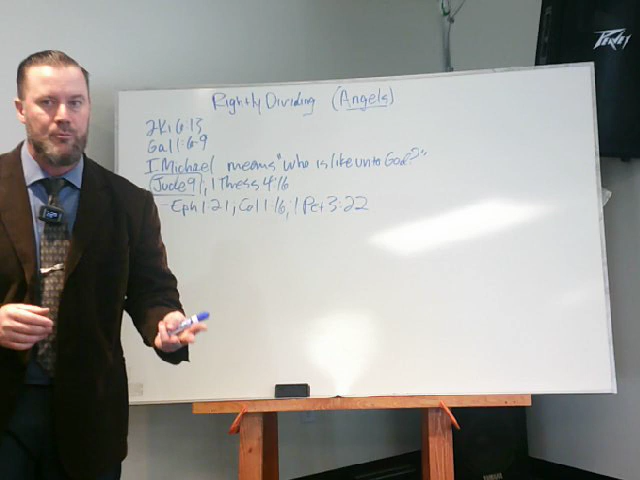 Rightly Dividing (Angels)
2Ki 6:13
Gal 1:6-9
I Michael means "who is like unto God?"
(Jude 9), 1 Thess 4:16
Eph 1:21, Col 1:16, 1 Pet 3:22
PEAVEY
YAMAHA